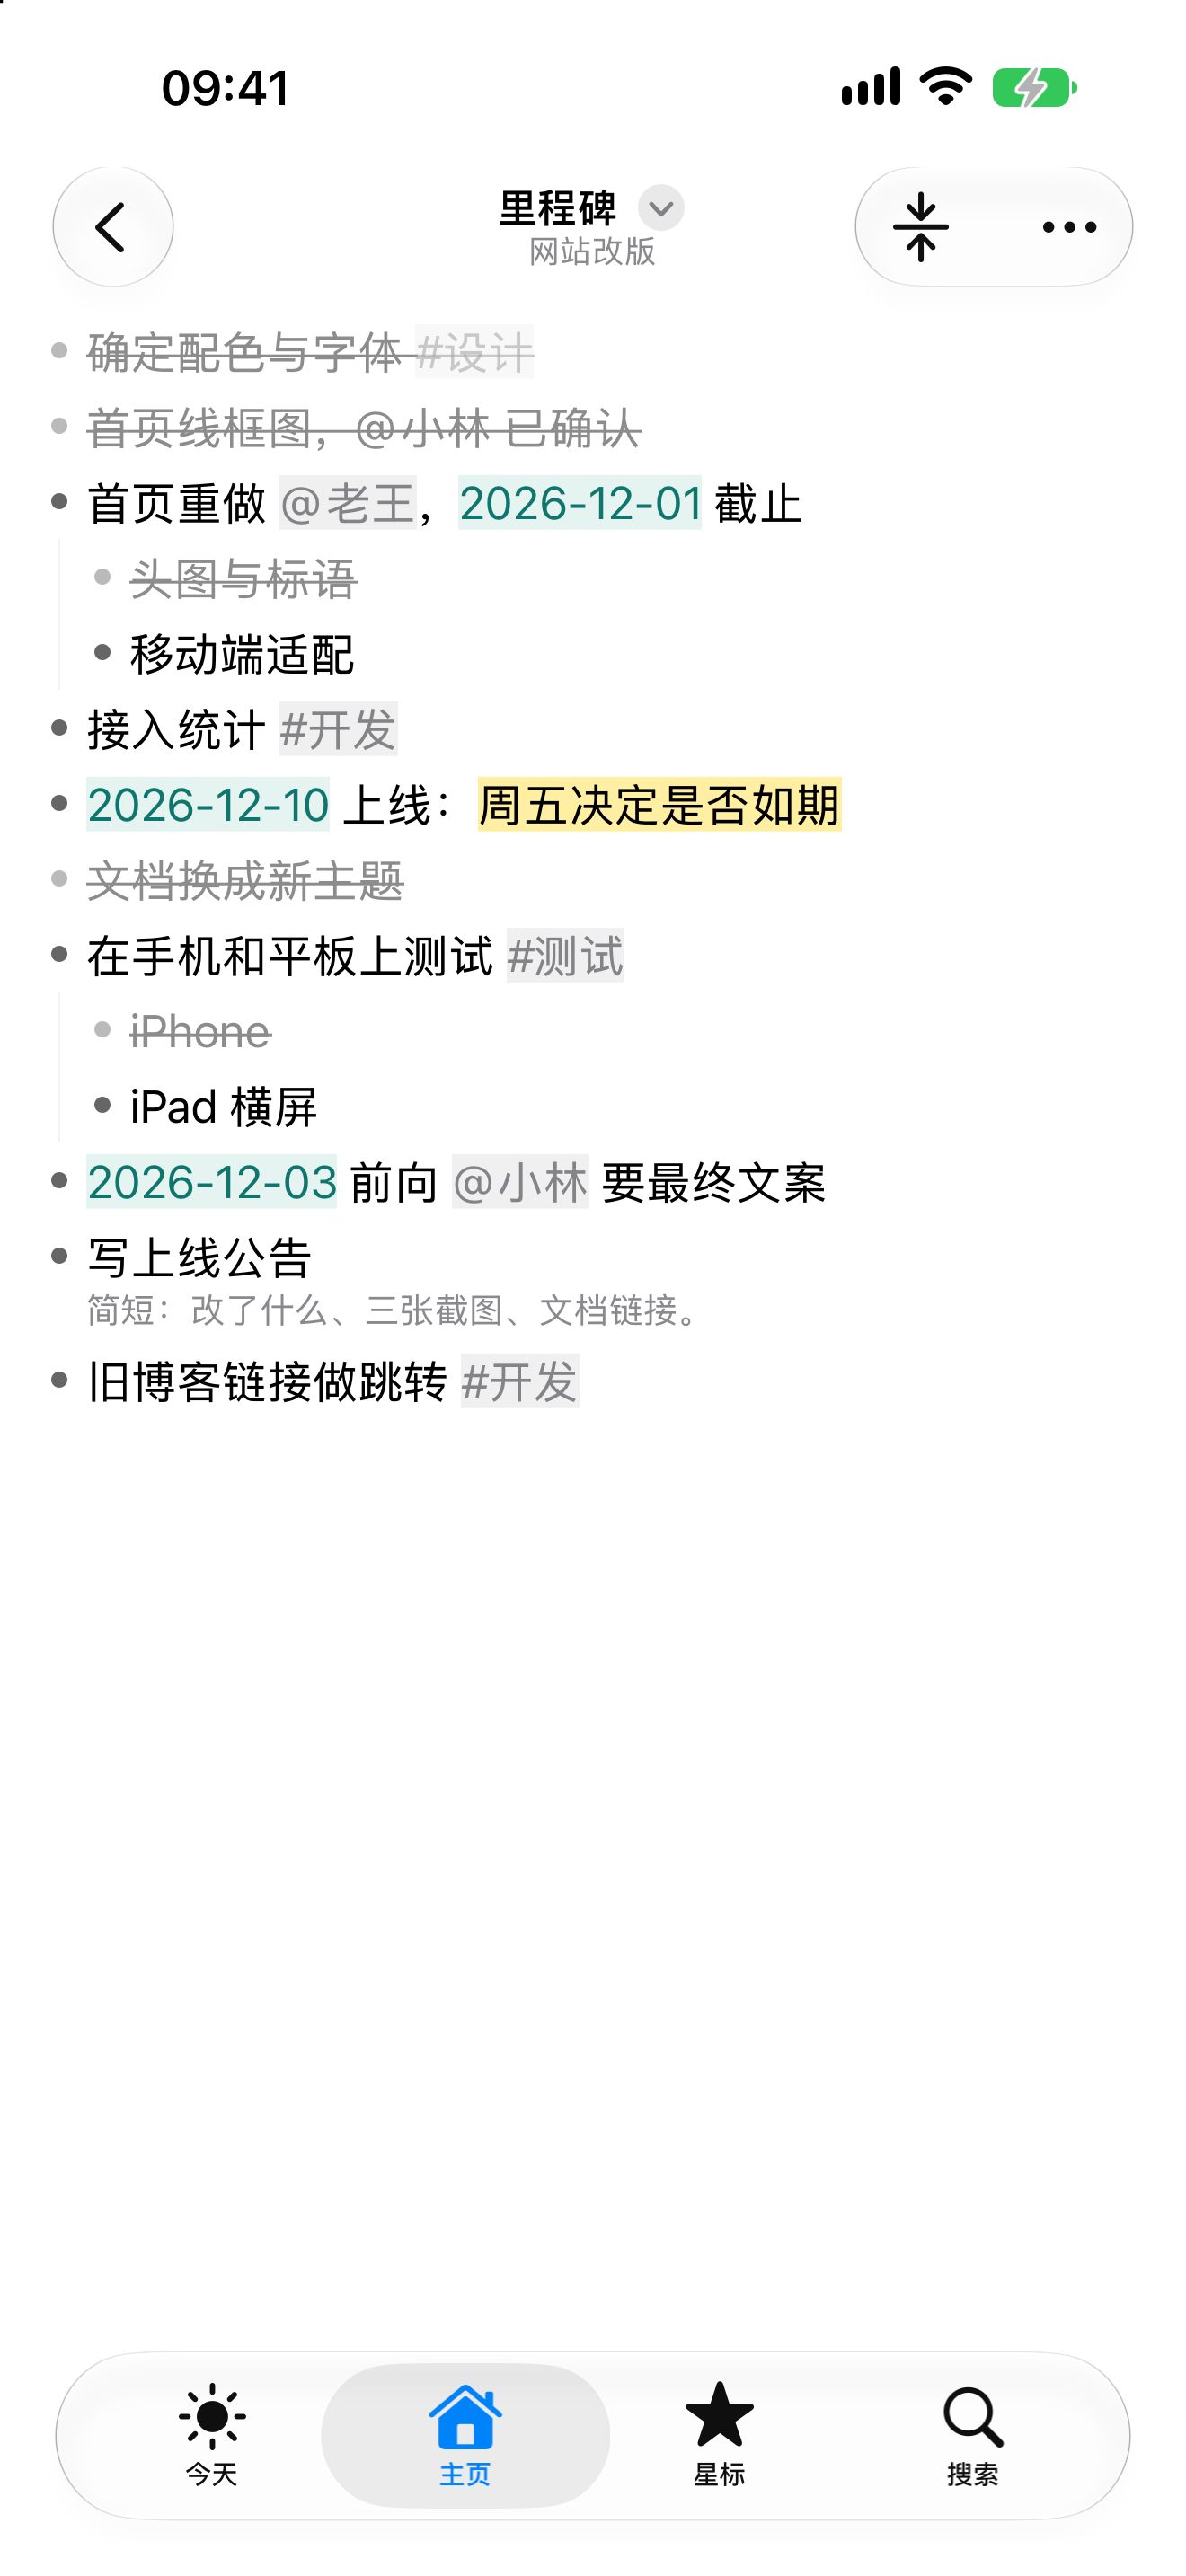 09:41
里程碑
网站改版
确定配色与字体 #设计
首页线框图，@小林 已确认
首页重做 @老王，2026-12-01 截止
头图与标语
移动端适配
接入统计 #开发
2026-12-10 上线：周五决定是否如期
文档换成新主题
在手机和平板上测试 #测试
iPhone
iPad 横屏
2026-12-03 前向 @小林 要最终文案
写上线公告
简短：改了什么、三张截图、文档链接。
旧博客链接做跳转 #开发
今天
主页
星标
搜索